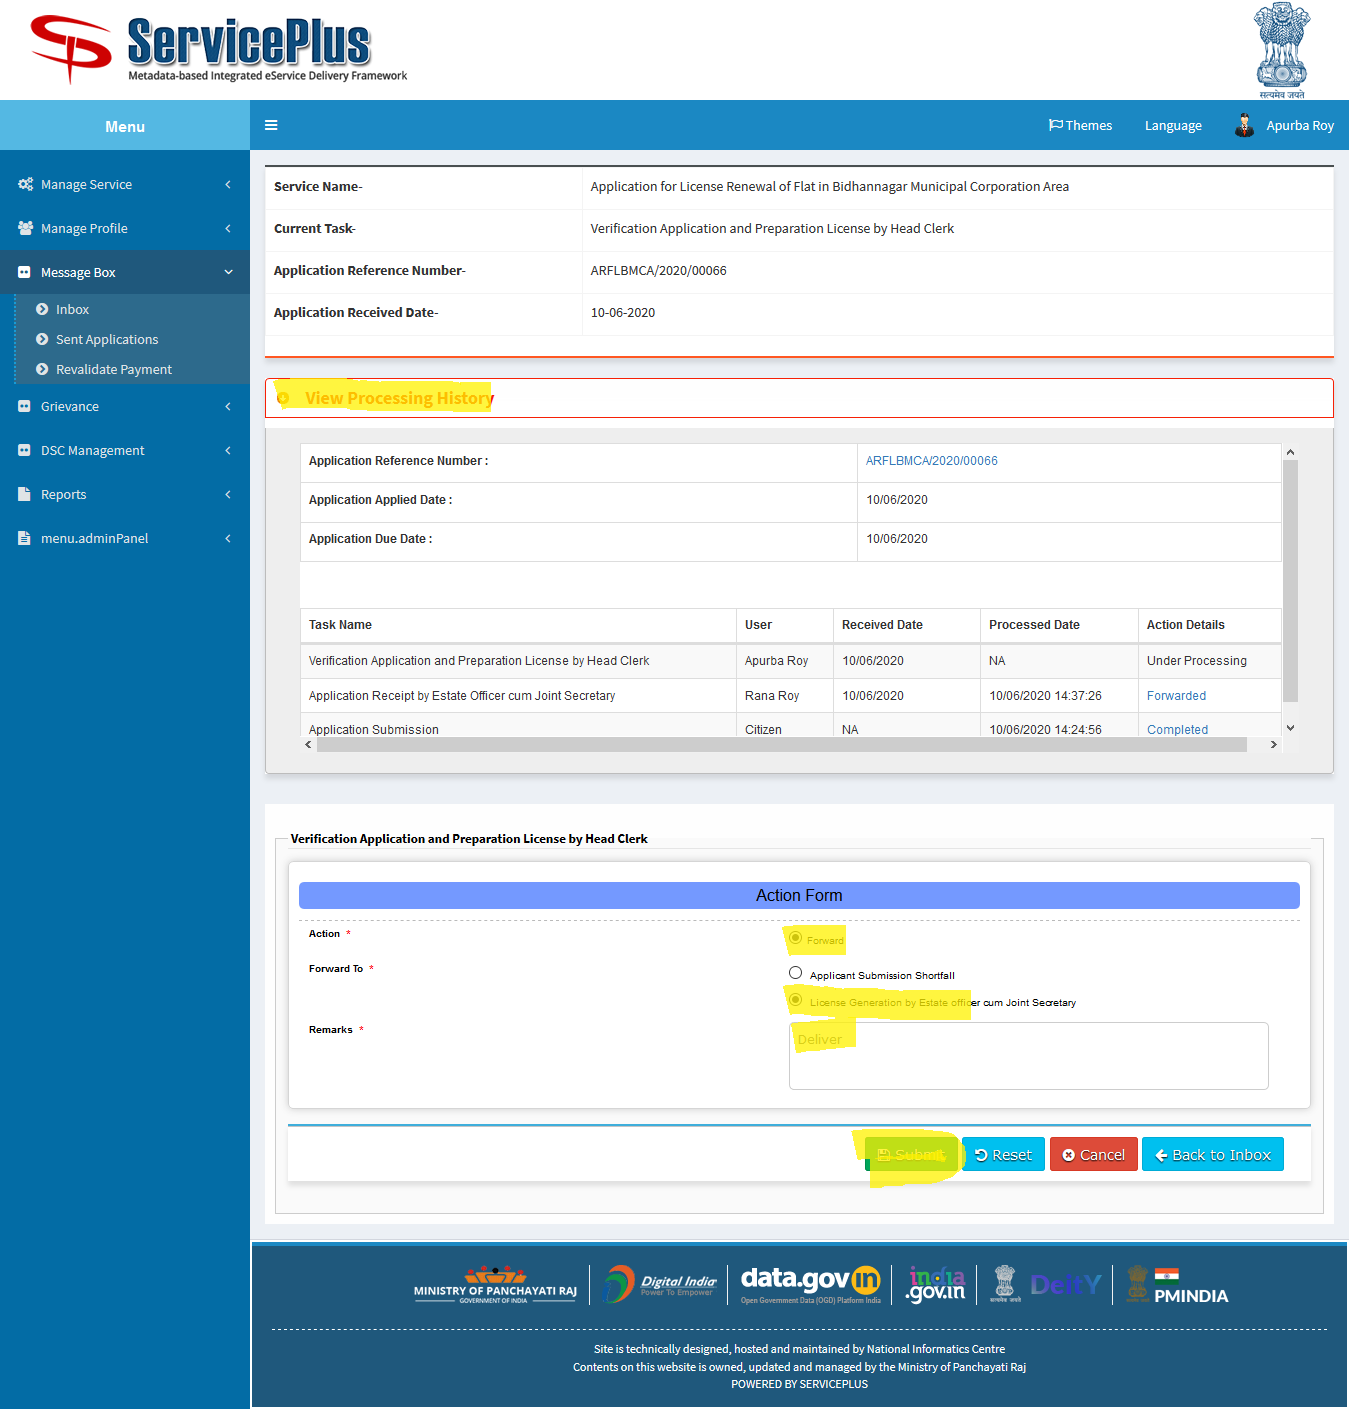 ServicePlus
Metadata-based Integrated eService Delivery Framework
सत्यमेव जयते
Menu
Themes Language Apurba Roy
Manage Service
Manage Profile
Message Box
Inbox
Sent Applications
Revalidate Payment
Grievance
DSC Management
Reports
menu.adminPanel
Service Name- Application for License Renewal of Flat in Bidhannagar Municipal Corporation Area
Current Task- Verification Application and Preparation License by Head Clerk
Application Reference Number- ARFLBMCA/2020/00066
Application Received Date- 10-06-2020
View Processing History
Application Reference Number : ARFLBMCA/2020/00066
Application Applied Date : 10/06/2020
Application Due Date : 10/06/2020
Task Name User Received Date Processed Date Action Details
Verification Application and Preparation License by Head Clerk Apurba Roy 10/06/2020 NA Under Processing
Application Receipt by Estate Officer cum Joint Secretary Rana Roy 10/06/2020 10/06/2020 14:37:26 Forwarded
Application Submission Citizen NA 10/06/2020 14:24:56 Completed
Verification Application and Preparation License by Head Clerk
Action Form
Action * Forward
Forward To * Applicant Submission Shortfall
License Generation by Estate officer cum Joint Secretary
Remarks * Deliver
Submit Reset Cancel Back to Inbox
MINISTRY OF PANCHAYATI RAJ
GOVERNMENT OF INDIA
Digital India
Power To Empower
data.gov in
Open Government Data (OGD) Platform India
india
.gov.in
सत्यमेव जयते
DeitY
PMINDIA
Site is technically designed, hosted and maintained by National Informatics Centre
Contents on this website is owned, updated and managed by the Ministry of Panchayati Raj
POWERED BY SERVICEPLUS